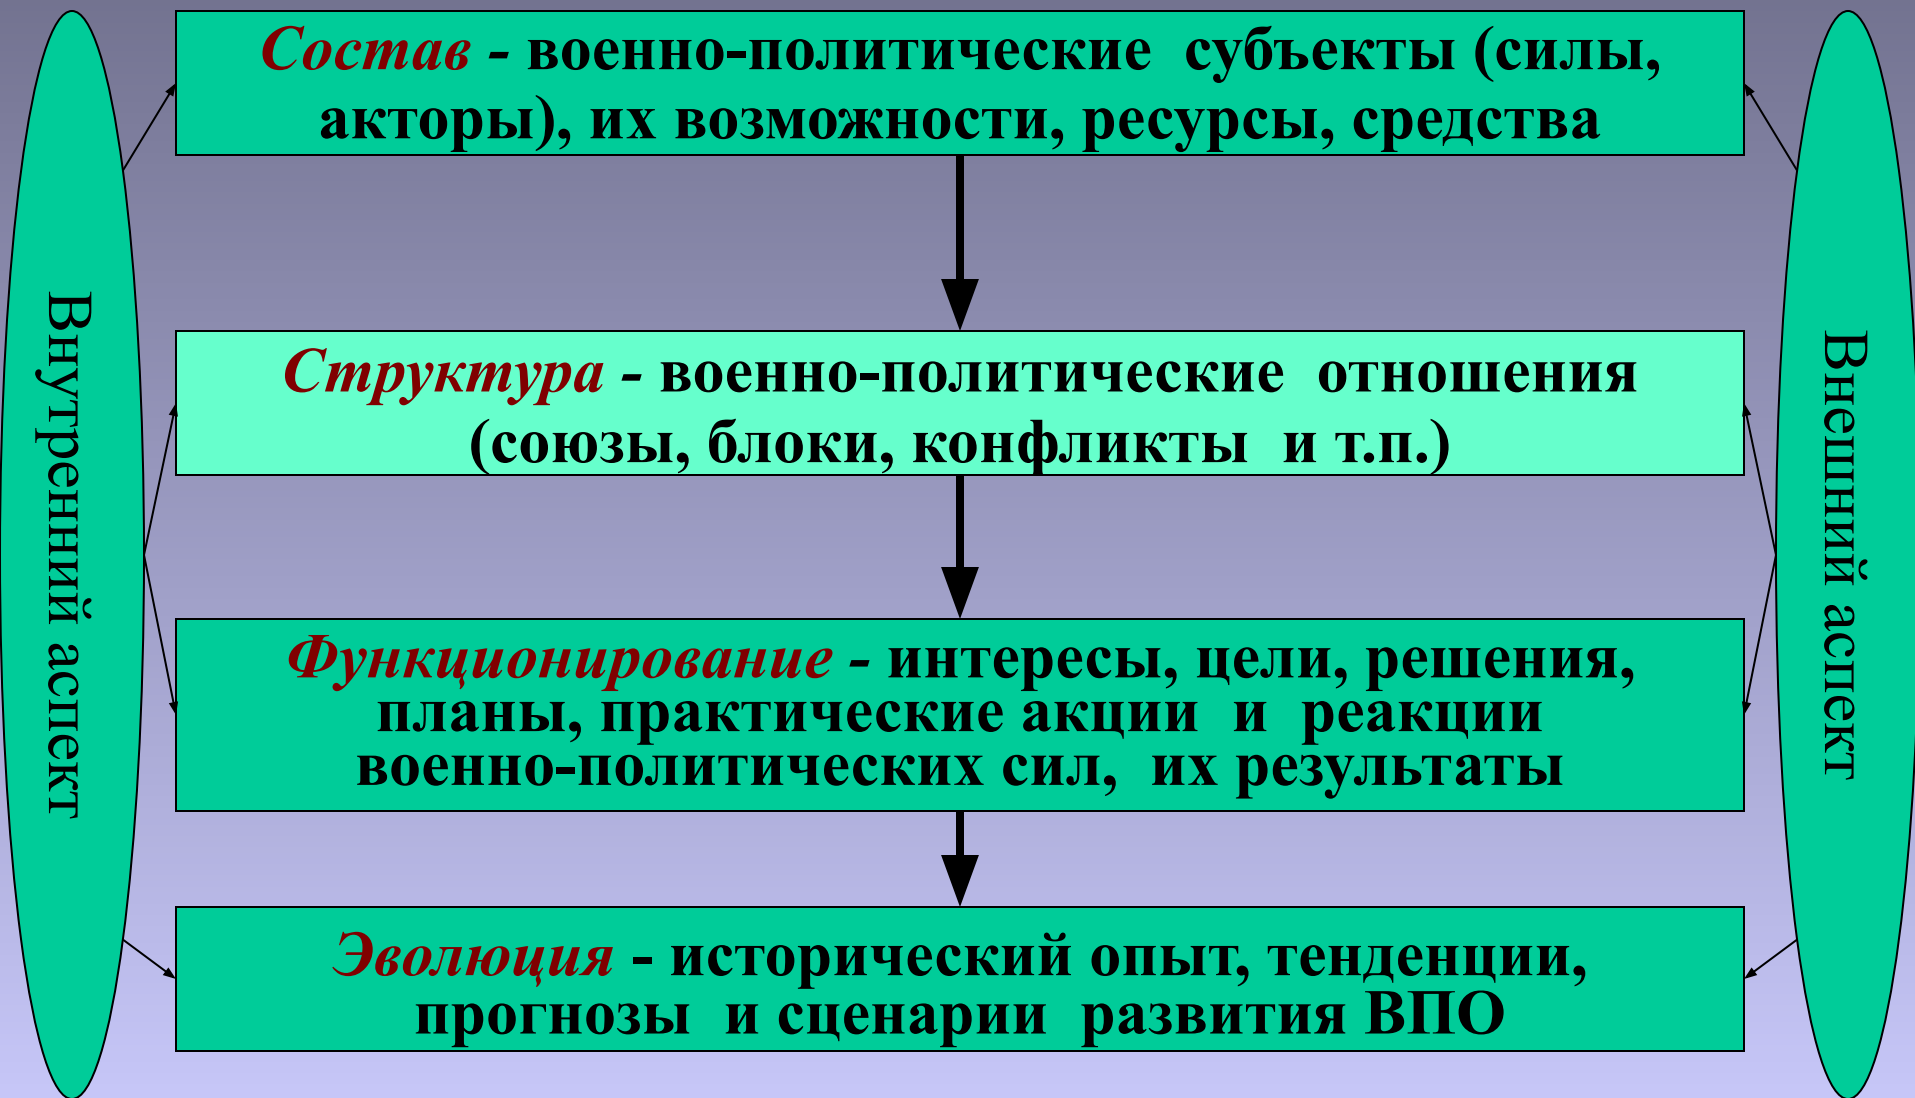 Внутренний аспект
Состав - военно-политические субъекты (силы,
акторы), их возможности, ресурсы, средства
Структура - военно-политические отношения
(союзы, блоки, конфликты и т.п.)
Функционирование - интересы, цели, решения,
планы, практические акции и реакции
военно-политических сил, их результаты
Эволюция - исторический опыт, тенденции,
прогнозы и сценарии развития ВПО
Внешний аспект